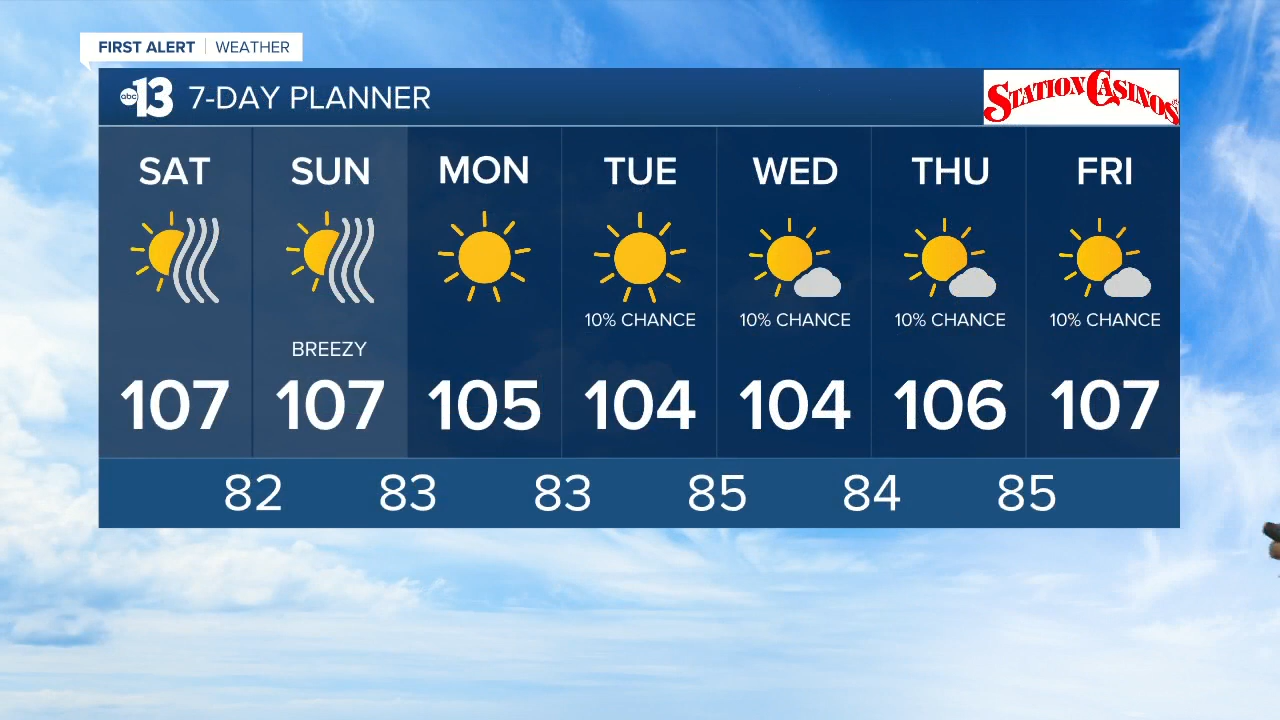 FIRST ALERT | WEATHER
abc 13 7-DAY PLANNER
STATION CASINOS
SAT SUN MON TUE WED THU FRI
10% CHANCE 10% CHANCE 10% CHANCE 10% CHANCE
BREEZY
107 107 105 104 104 106 107
82 83 83 85 84 85